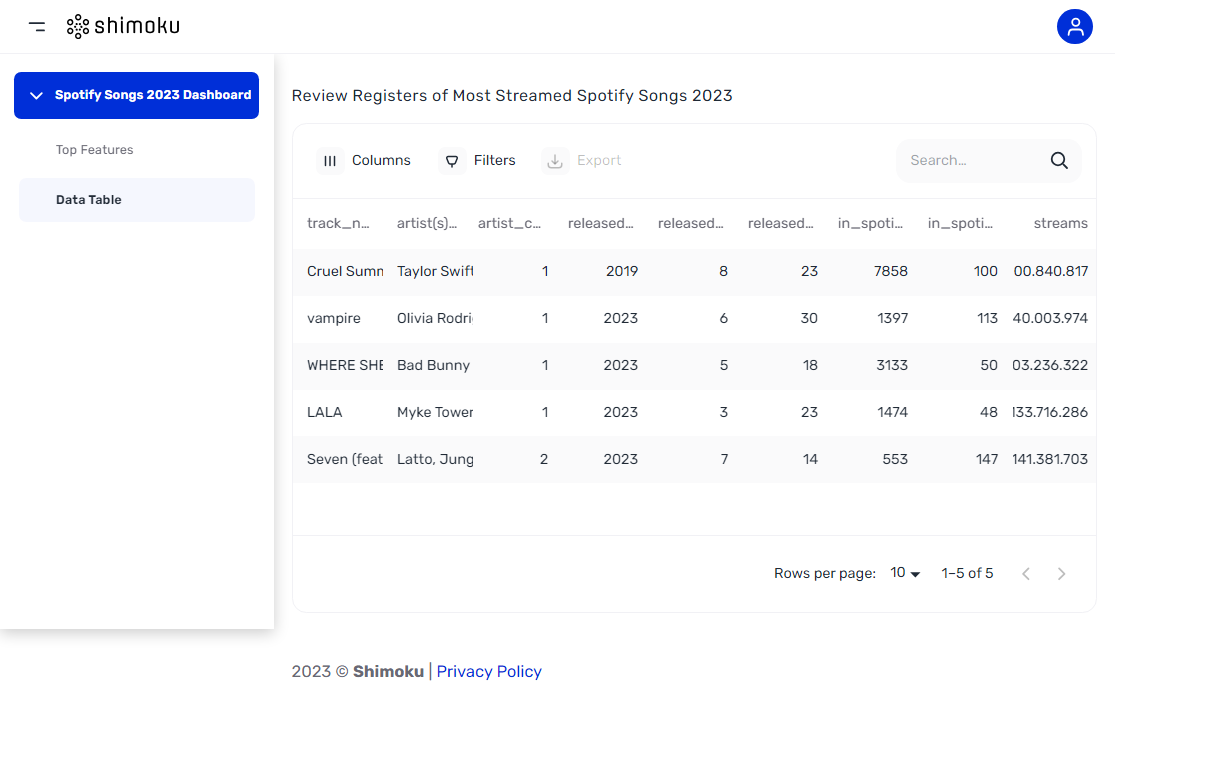 shimoku
Spotify Songs 2023 Dashboard
Top Features
Data Table
Review Registers of Most Streamed Spotify Songs 2023
Columns Filters Export Search...
track_n... artist(s)... artist_c... released... released... released... in_spoti... in_spoti... streams
Cruel Summ Taylor Swift 1 2019 8 23 7858 100 00.840.817
vampire Olivia Rodri 1 2023 6 30 1397 113 40.003.974
WHERE SHE Bad Bunny 1 2023 5 18 3133 50 03.236.322
LALA Myke Tower 1 2023 3 23 1474 48 133.716.286
Seven (feat Latto, Jung 2 2023 7 14 553 147 141.381.703
Rows per page: 10 1–5 of 5
2023 © Shimoku | Privacy Policy